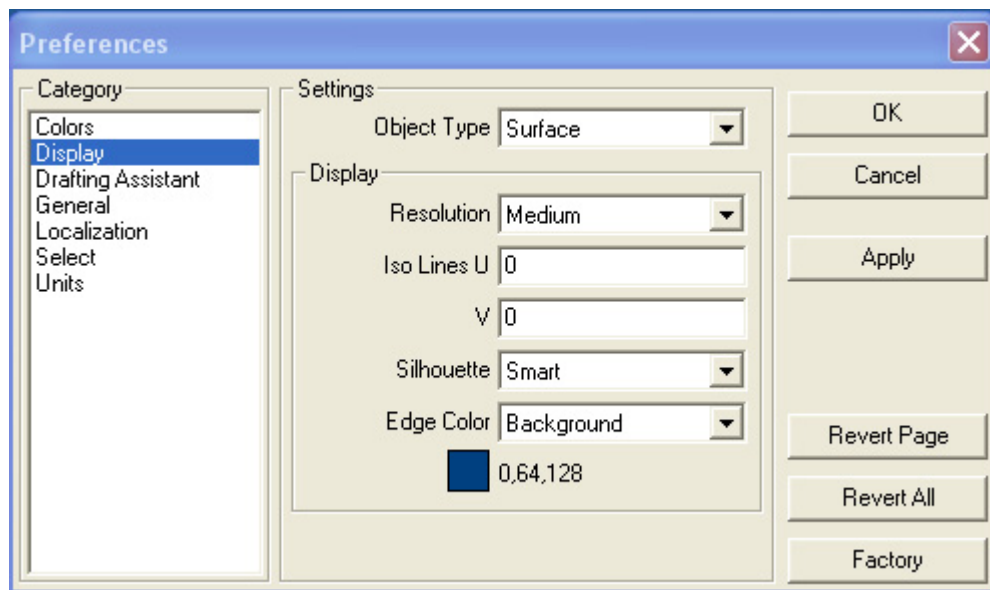 Preferences
Category
Colors
Display
Drafting Assistant
General
Localization
Select
Units
Settings
Object Type Surface
Display
Resolution Medium
Iso Lines U 0
V 0
Silhouette Smart
Edge Color Background
0,64,128
OK
Cancel
Apply
Revert Page
Revert All
Factory